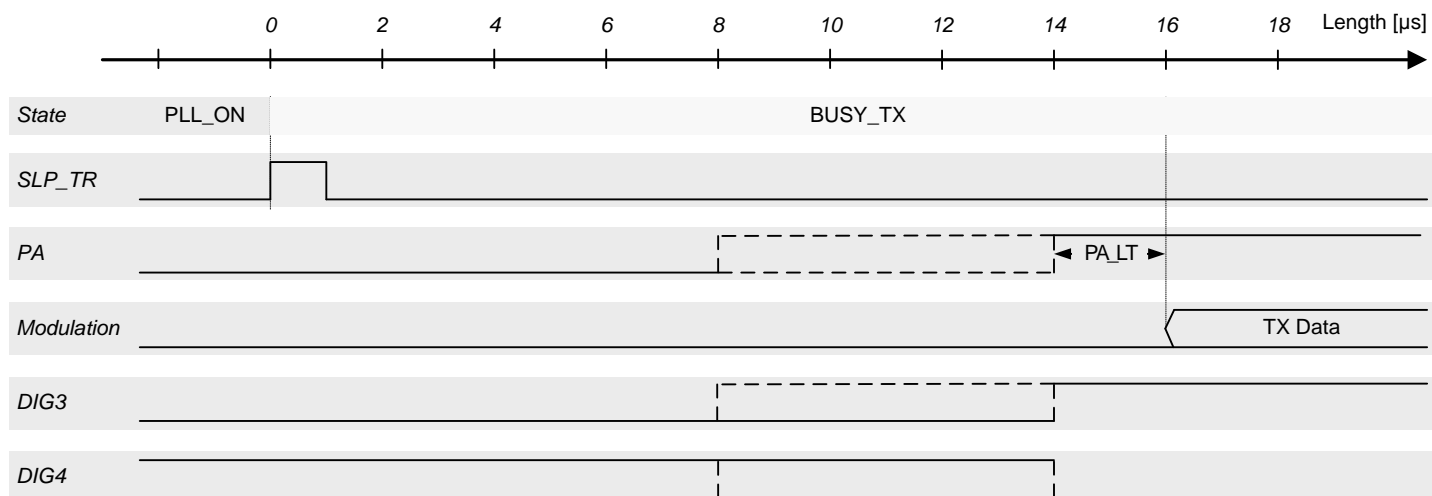 0 2 4 6 8 10 12 14 16 18 Length [µs]
State PLL_ON BUSY_TX
SLP_TR
PA PA_LT
Modulation TX Data
DIG3
DIG4